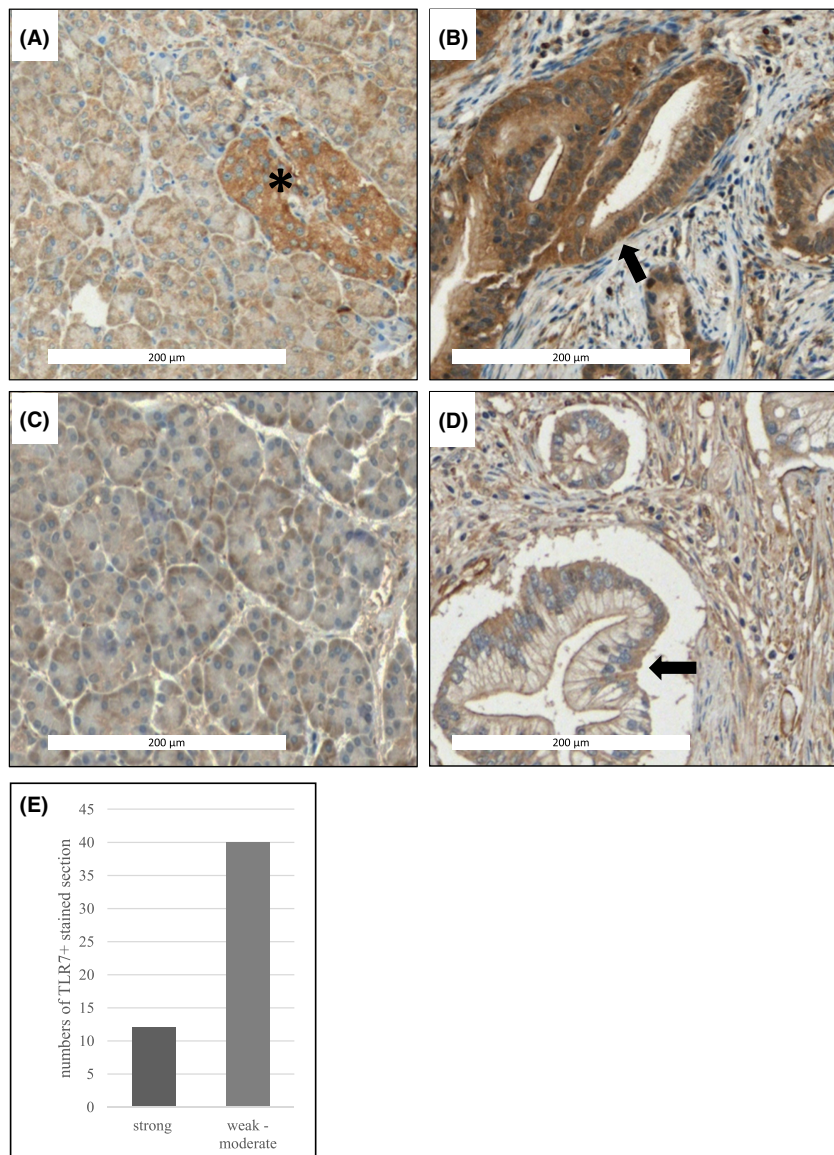 (A)
200 µm
(B)
200 µm
(C)
200 µm
(D)
200 µm
(E)
numbers of TLR7+ stained section
45
40
35
30
25
20
15
10
5
0
strong
weak -
moderate